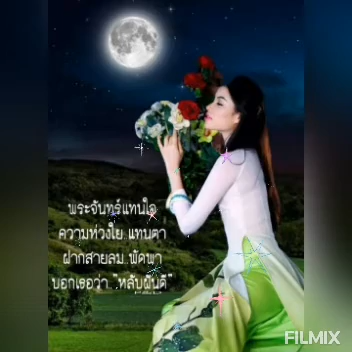 พระจันทร์แทนใจ
ความห่วงใย แทนตา
ฝากสายลม พัดพา
บอกเธอว่า "หลับฝันดี"
FILMIX